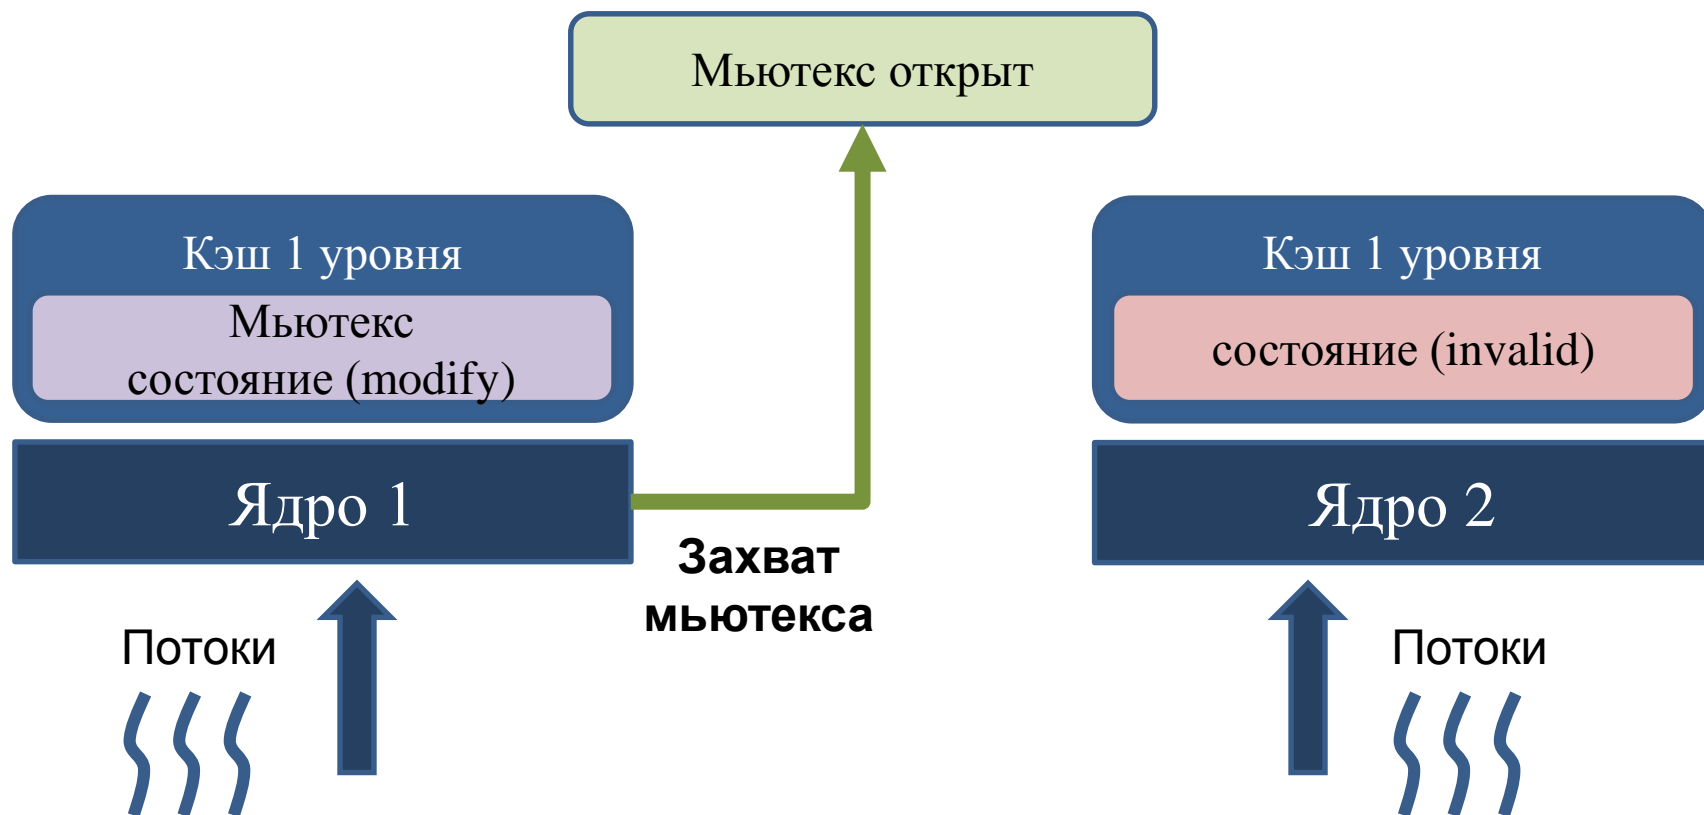 Мьютекс открыт
Кэш 1 уровня
Мьютекс
состояние (modify)
Ядро 1
Захват
мьютекса
Потоки
Кэш 1 уровня
состояние (invalid)
Ядро 2
Потоки